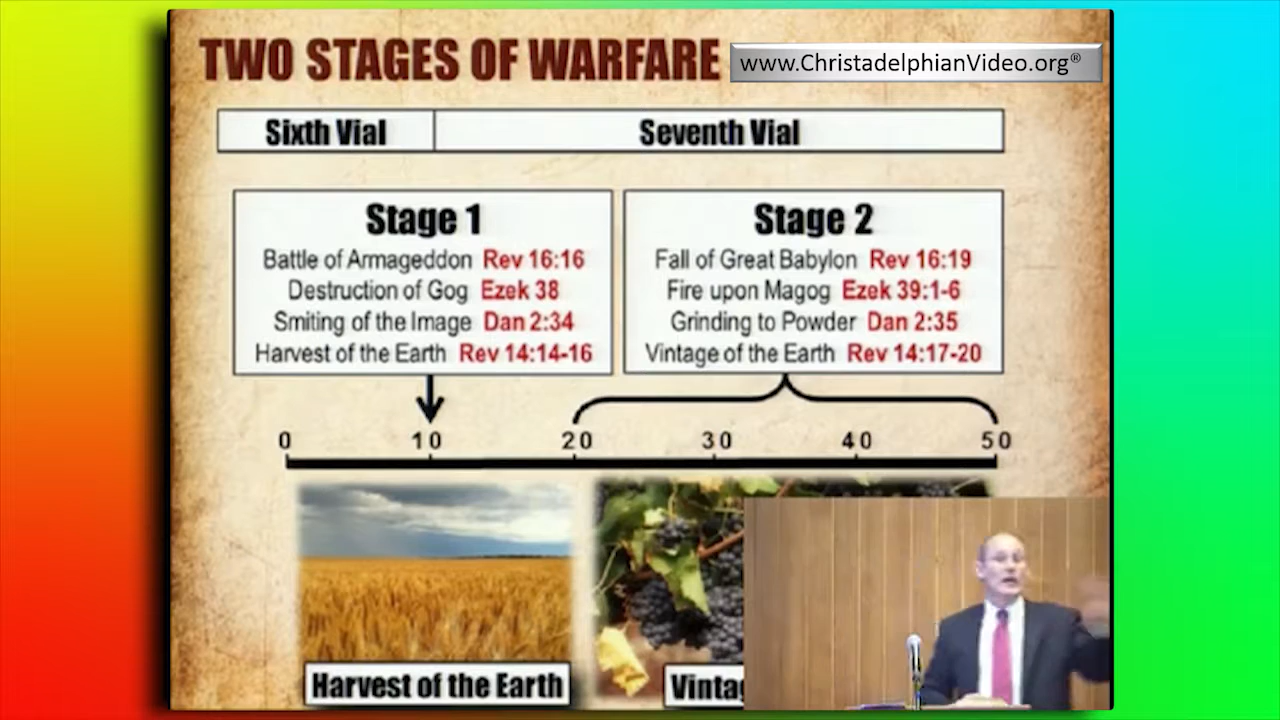 TWO STAGES OF WARFARE
www.ChristadelphianVideo.org®
Sixth Vial
Seventh Vial
Stage 1
Battle of Armageddon Rev 16:16
Destruction of Gog Ezek 38
Smiting of the Image Dan 2:34
Harvest of the Earth Rev 14:14-16
Stage 2
Fall of Great Babylon Rev 16:19
Fire upon Magog Ezek 39:1-6
Grinding to Powder Dan 2:35
Vintage of the Earth Rev 14:17-20
0 10 20 30 40 50
Harvest of the Earth